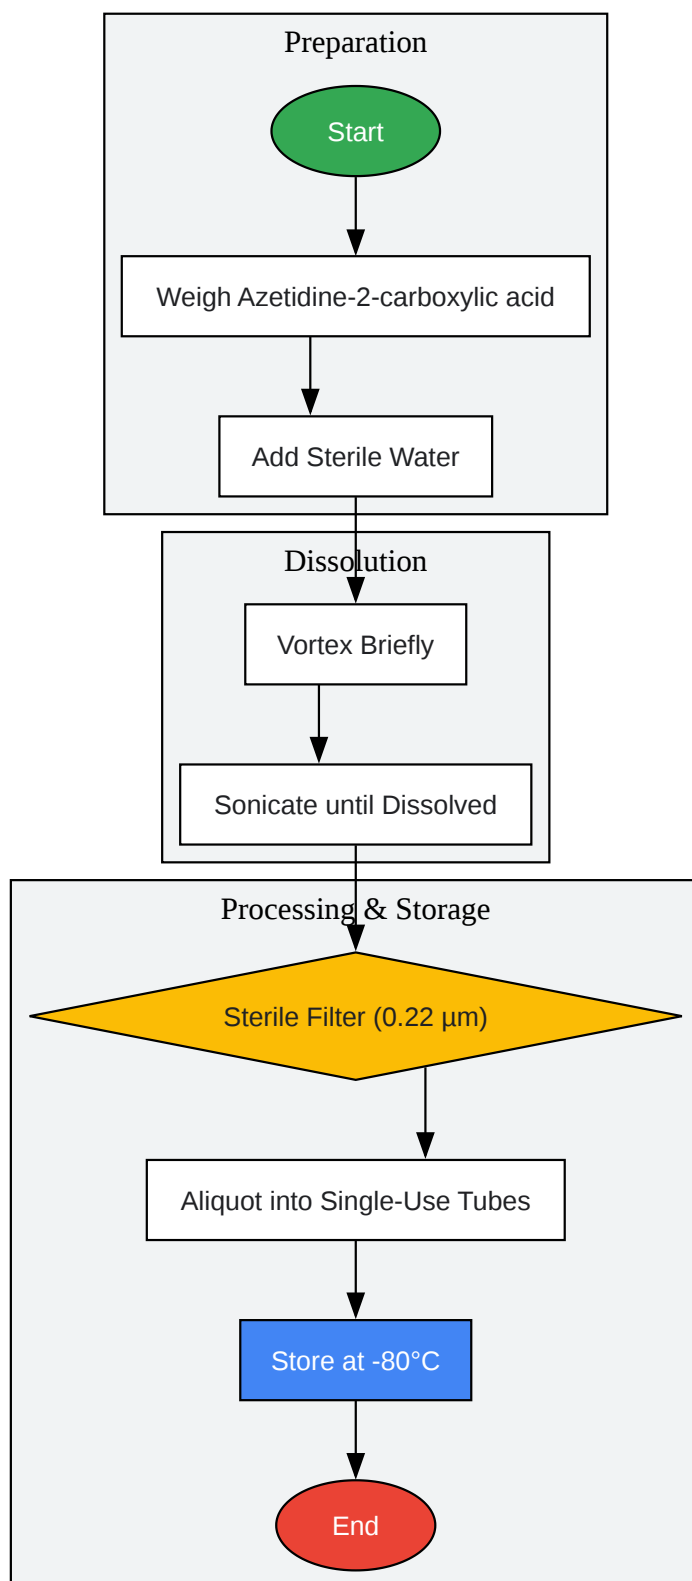 Preparation
Start
Weigh Azetidine-2-carboxylic acid
Add Sterile Water
Dissolution
Vortex Briefly
Sonicate until Dissolved
Processing & Storage
Sterile Filter (0.22 µm)
Aliquot into Single-Use Tubes
Store at -80°C
End